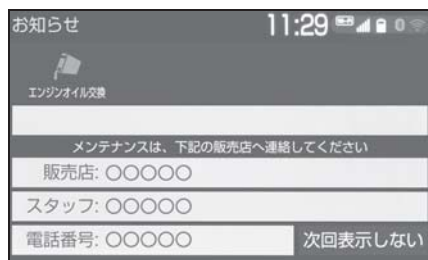 お知らせ 11:29
エンジンオイル交換
メンテナンスは、下記の販売店へ連絡してください
販売店: ○○○○○
スタッフ: ○○○○○
電話番号: ○○○○○ 次回表示しない